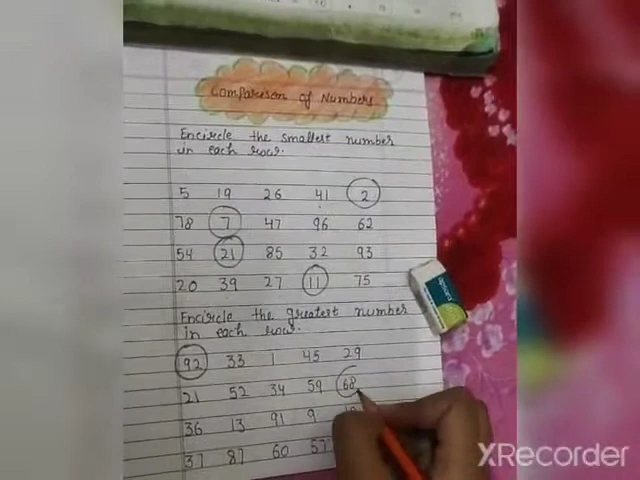 Comparison of Numbers
Encircle the smallest number
in each row.
5 19 26 41 2
78 7 47 96 62
54 21 85 32 93
20 39 27 11 75
Encircle the greatest number
in each row.
92 33 1 45 29
21 52 34 59 68
36 13 91 9
37 87 60 57
XRecorder